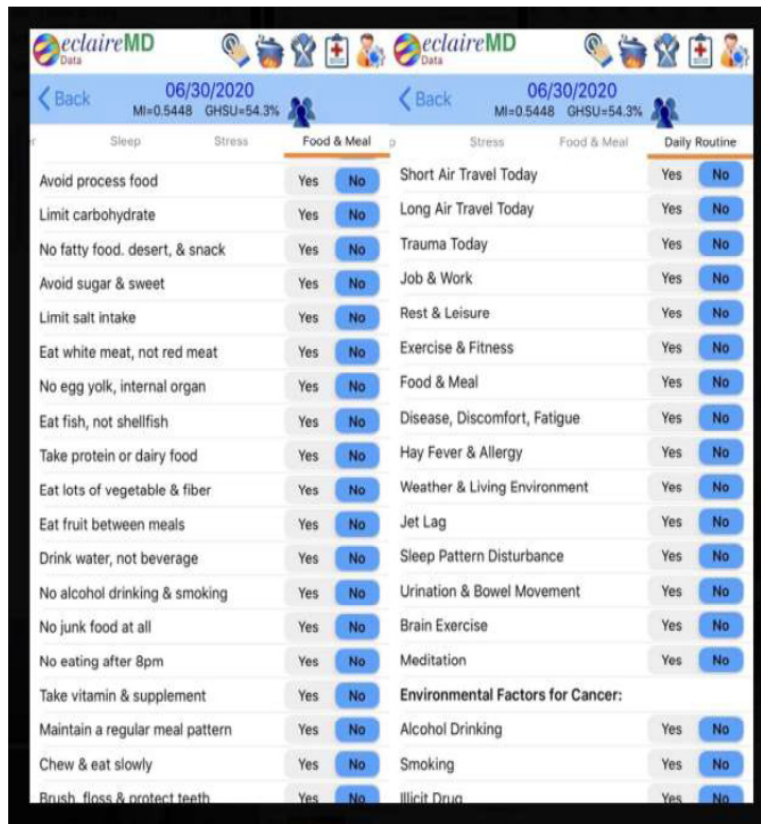 eclaireMD
Data
Back
06/30/2020
MI=0.5448 GHSU=54.3%
r Sleep Stress Food & Meal
Avoid process food Yes No
Limit carbohydrate Yes No
No fatty food. desert, & snack Yes No
Avoid sugar & sweet Yes No
Limit salt intake Yes No
Eat white meat, not red meat Yes No
No egg yolk, internal organ Yes No
Eat fish, not shellfish Yes No
Take protein or dairy food Yes No
Eat lots of vegetable & fiber Yes No
Eat fruit between meals Yes No
Drink water, not beverage Yes No
No alcohol drinking & smoking Yes No
No junk food at all Yes No
No eating after 8pm Yes No
Take vitamin & supplement Yes No
Maintain a regular meal pattern Yes No
Chew & eat slowly Yes No
Brush, floss & protect teeth Yes No
eclaireMD
Data
Back
06/30/2020
MI=0.5448 GHSU=54.3%
p Stress Food & Meal Daily Routine
Short Air Travel Today Yes No
Long Air Travel Today Yes No
Trauma Today Yes No
Job & Work Yes No
Rest & Leisure Yes No
Exercise & Fitness Yes No
Food & Meal Yes No
Disease, Discomfort, Fatigue Yes No
Hay Fever & Allergy Yes No
Weather & Living Environment Yes No
Jet Lag Yes No
Sleep Pattern Disturbance Yes No
Urination & Bowel Movement Yes No
Brain Exercise Yes No
Meditation Yes No
Environmental Factors for Cancer:
Alcohol Drinking Yes No
Smoking Yes No
Illicit Drug Yes No